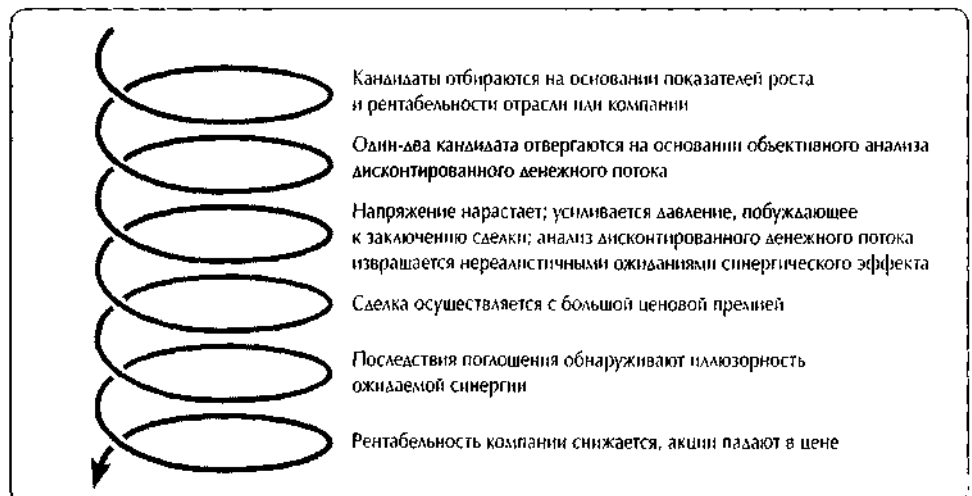 Кандидаты отбираются на основании показателей роста
и рентабельности отрасли или компании
Один-два кандидата отвергаются на основании объективного анализа
дисконтированного денежного потока
Напряжение нарастает; усиливается давление, побуждающее
к заключению сделки; анализ дисконтированного денежного потока
извращается нереалистичными ожиданиями синергического эффекта
Сделка осуществляется с большой ценовой премией
Последствия поглощения обнаруживают иллюзорность
ожидаемой синергии
Рентабельность компании снижается, акции падают в цене